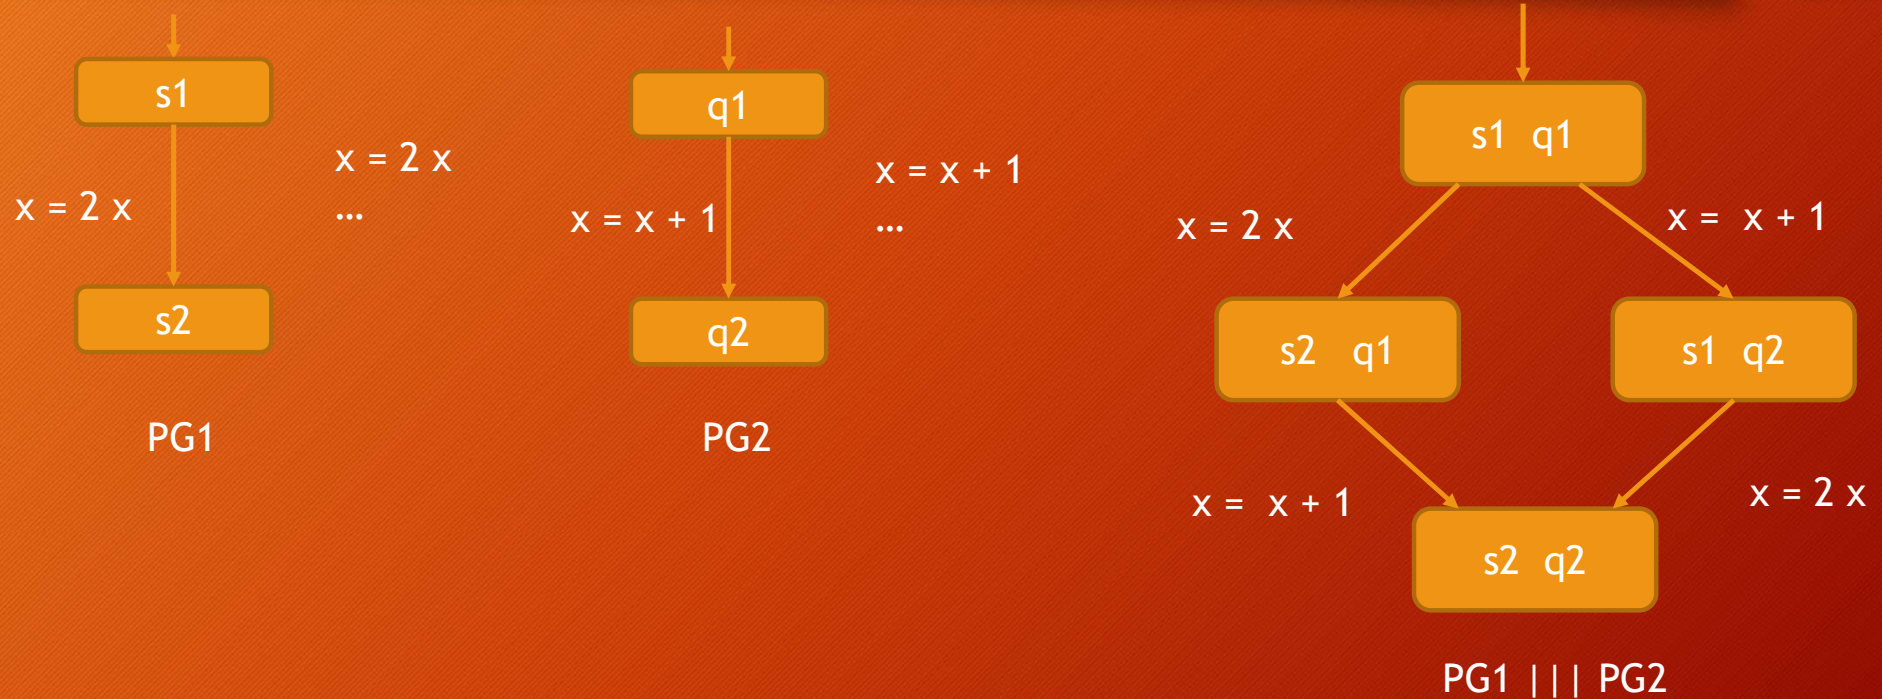 s1
x = 2 x
x = 2 x
...
s2
PG1
q1
x = x + 1
x = x + 1
...
q2
PG2
s1 q1
x = 2 x
x = x + 1
s2 q1
s1 q2
x = x + 1
x = 2 x
s2 q2
PG1 ||| PG2